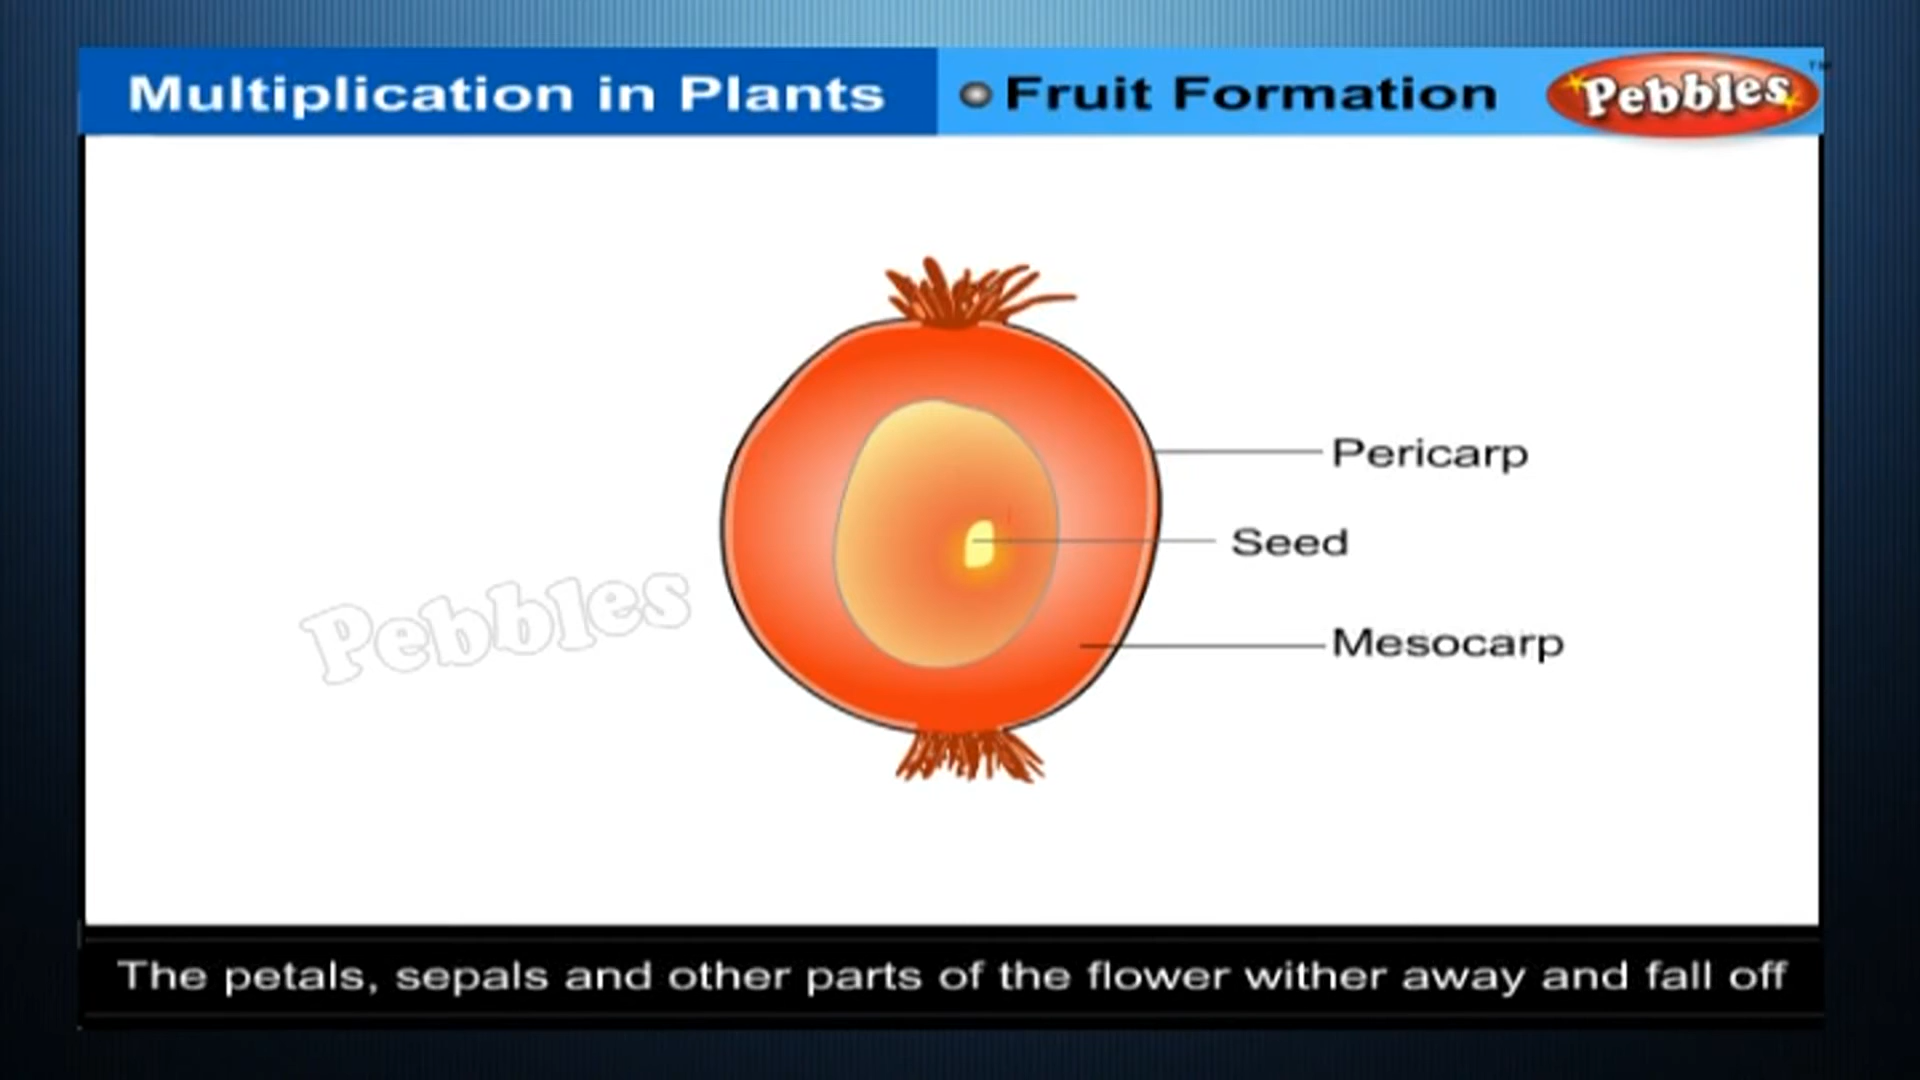 Multiplication in Plants
Fruit Formation
Pebbles TM
Pericarp
Seed
Pebbles
Mesocarp
The petals, sepals and other parts of the flower wither away and fall off